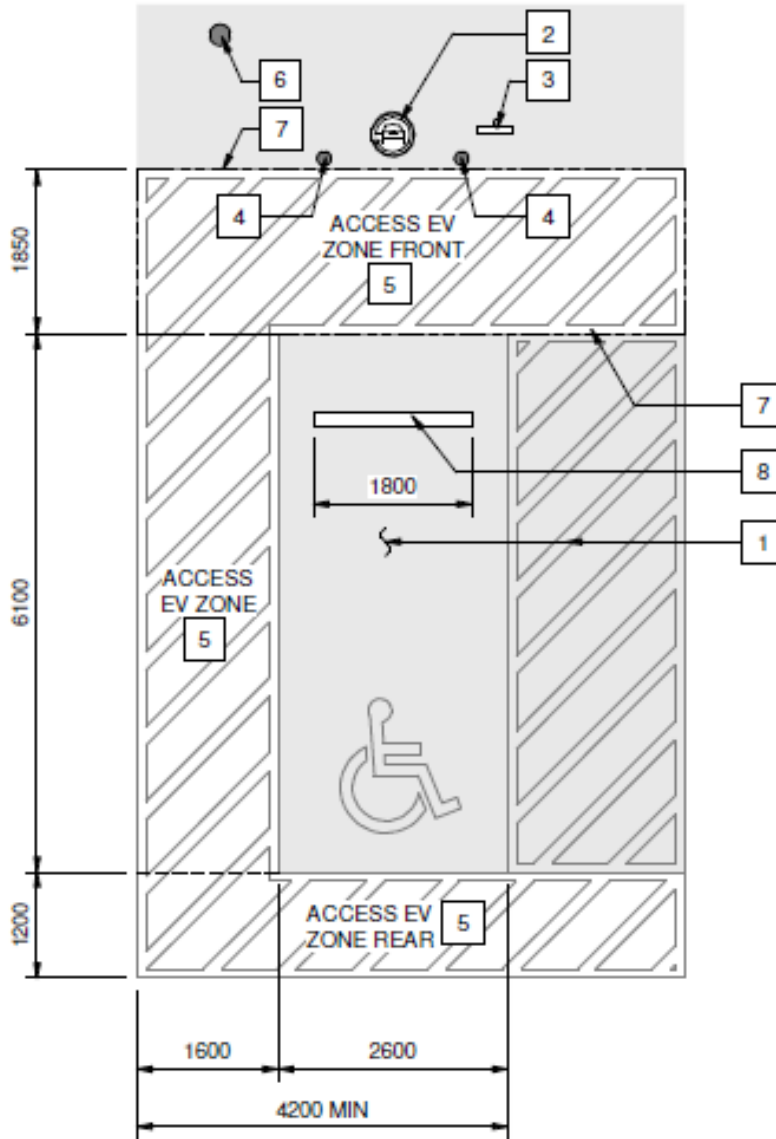 2
6
3
7
4
4
ACCESS EV
ZONE FRONT
5
1850
7
8
1800
1
ACCESS
EV ZONE
5
6100
ACCESS EV
ZONE REAR
5
1200
1600
2600
4200 MIN